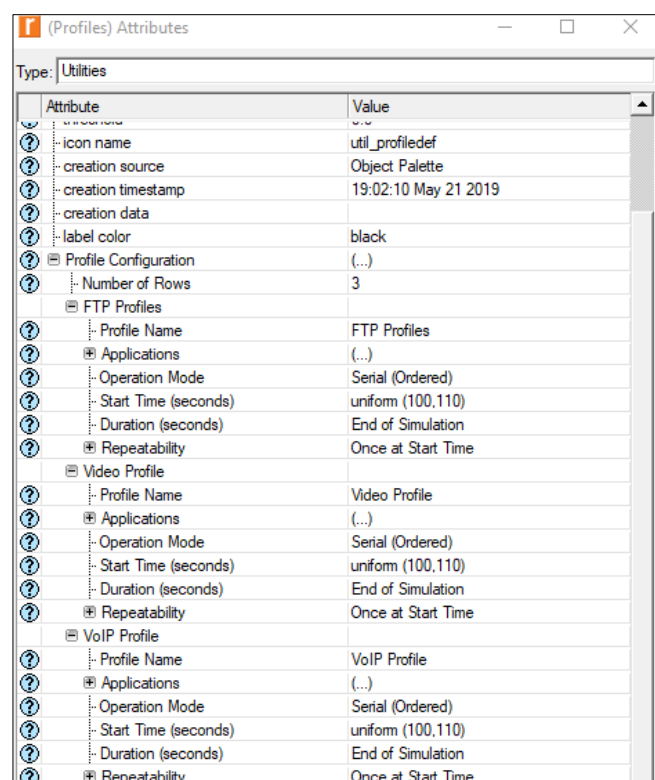 (Profiles) Attributes
Type: Utilities
Attribute Value
icon name util_profiledef
creation source Object Palette
creation timestamp 19:02:10 May 21 2019
creation data
label color black
Profile Configuration (...)
Number of Rows 3
FTP Profiles
Profile Name FTP Profiles
Applications (...)
Operation Mode Serial (Ordered)
Start Time (seconds) uniform (100,110)
Duration (seconds) End of Simulation
Repeatability Once at Start Time
Video Profile
Profile Name Video Profile
Applications (...)
Operation Mode Serial (Ordered)
Start Time (seconds) uniform (100,110)
Duration (seconds) End of Simulation
Repeatability Once at Start Time
VoIP Profile
Profile Name VoIP Profile
Applications (...)
Operation Mode Serial (Ordered)
Start Time (seconds) uniform (100,110)
Duration (seconds) End of Simulation
Repeatability Once at Start Time